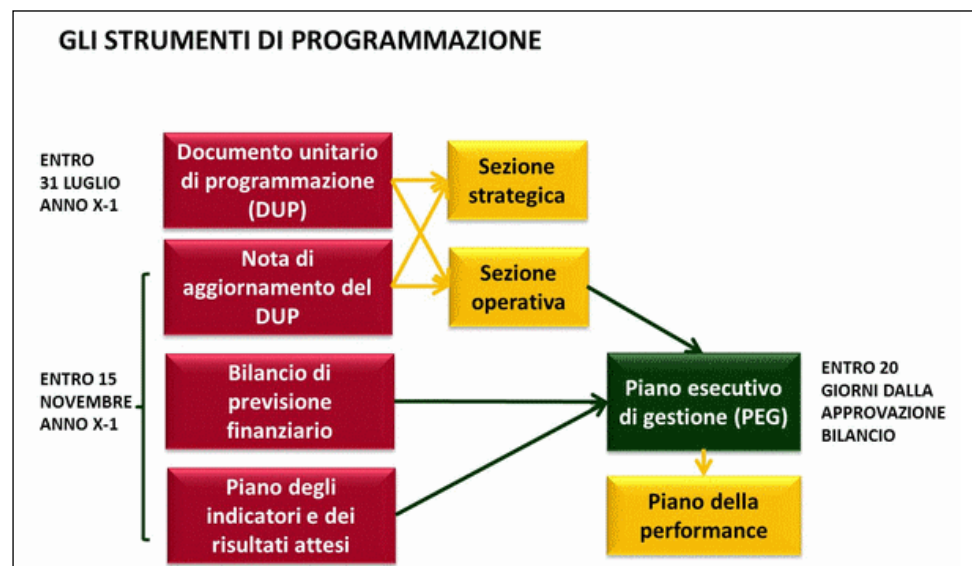 GLI STRUMENTI DI PROGRAMMAZIONE
ENTRO
31 LUGLIO
ANNO X-1
Documento unitario
di programmazione
(DUP)
Sezione
strategica
Nota di
aggiornamento del
DUP
Sezione
operativa
ENTRO 15
NOVEMBRE
ANNO X-1
Bilancio di
previsione
finanziario
Piano esecutivo
di gestione (PEG)
ENTRO 20
GIORNI DALLA
APPROVAZIONE
BILANCIO
Piano degli
indicatori e dei
risultati attesi
Piano della
performance